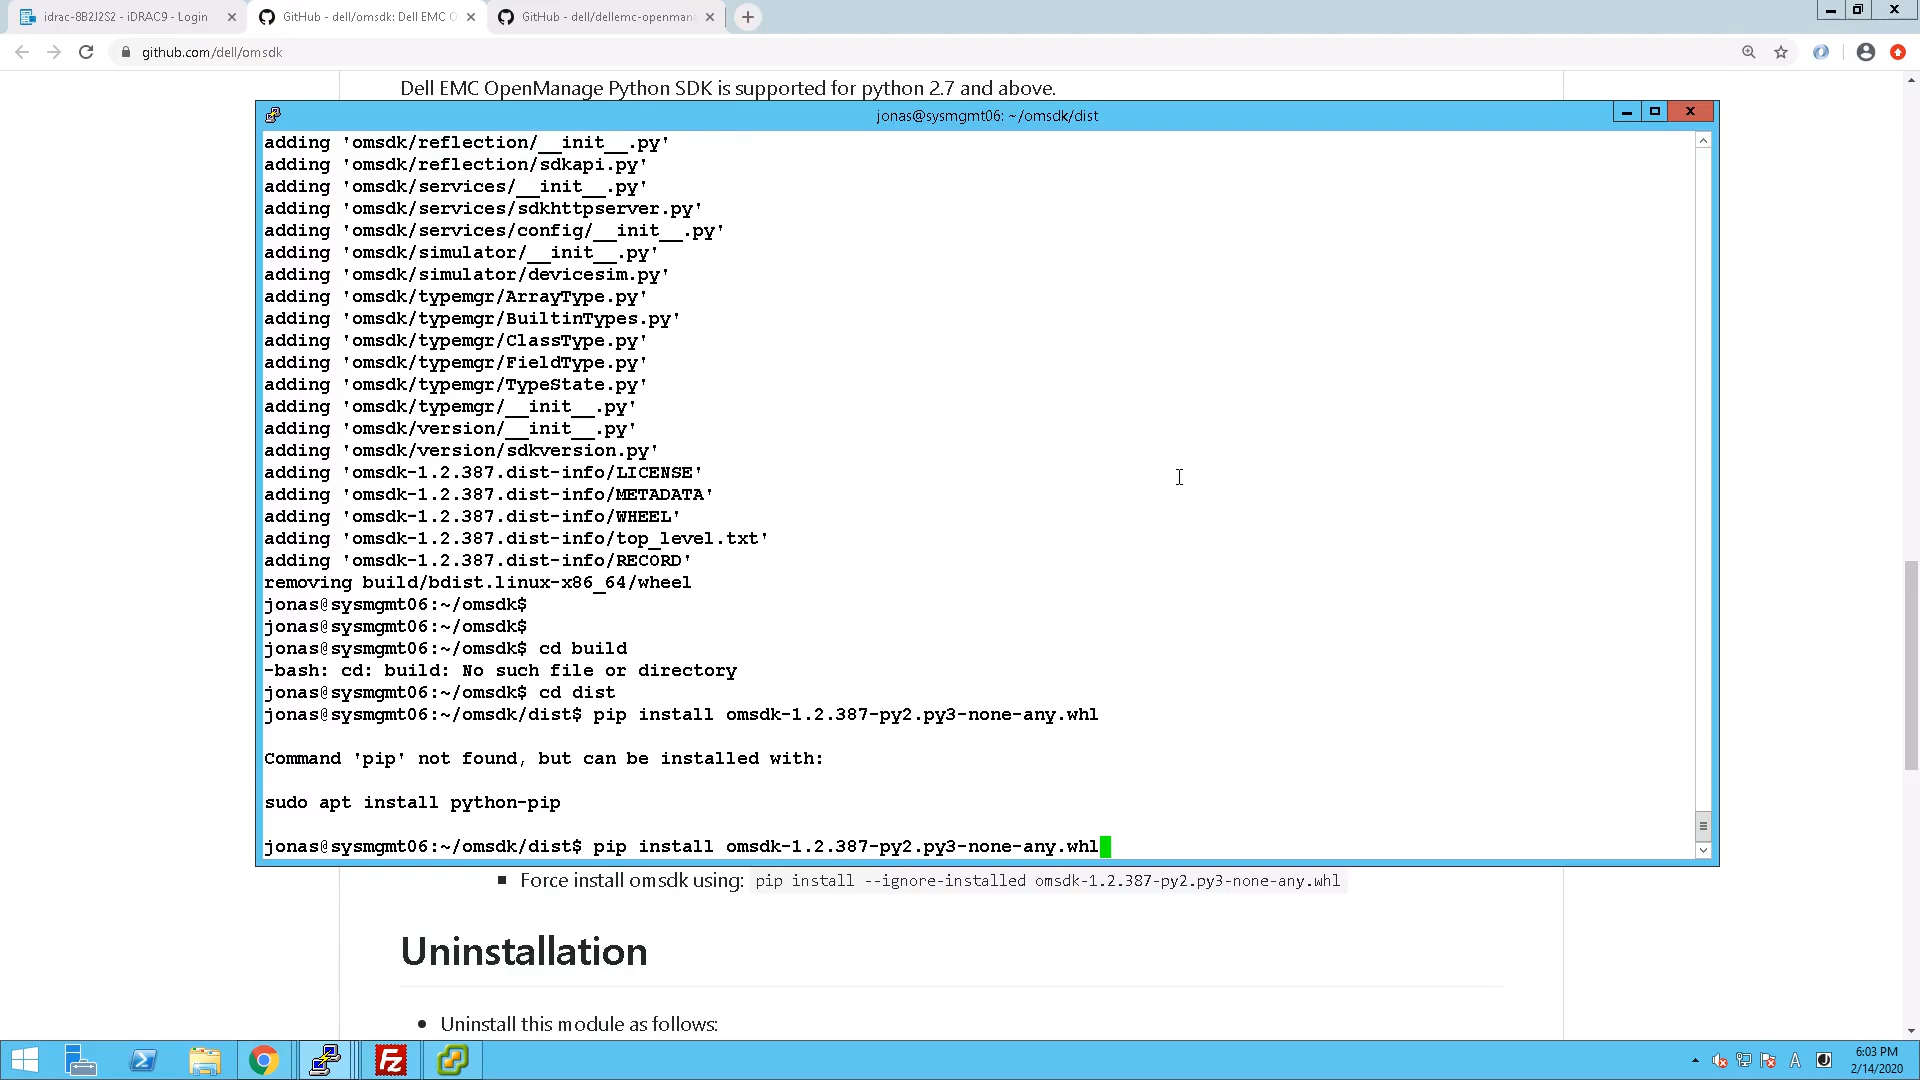 idrac-8B2J2S2 - iDRAC9 - Login
GitHub - dell/omsdk: Dell EMC O
GitHub - dell/dellemc-openmana
github.com/dell/omsdk
Dell EMC OpenManage Python SDK is supported for python 2.7 and above.
jonas@sysmgmt06: ~/omsdk/dist
adding 'omsdk/reflection/__init__.py'
adding 'omsdk/reflection/sdkapi.py'
adding 'omsdk/services/__init__.py'
adding 'omsdk/services/sdkhttpserver.py'
adding 'omsdk/services/config/__init__.py'
adding 'omsdk/simulator/__init__.py'
adding 'omsdk/simulator/devicesim.py'
adding 'omsdk/typemgr/ArrayType.py'
adding 'omsdk/typemgr/BuiltinTypes.py'
adding 'omsdk/typemgr/ClassType.py'
adding 'omsdk/typemgr/FieldType.py'
adding 'omsdk/typemgr/TypeState.py'
adding 'omsdk/typemgr/__init__.py'
adding 'omsdk/version/__init__.py'
adding 'omsdk/version/sdkversion.py'
adding 'omsdk-1.2.387.dist-info/LICENSE'
adding 'omsdk-1.2.387.dist-info/METADATA'
adding 'omsdk-1.2.387.dist-info/WHEEL'
adding 'omsdk-1.2.387.dist-info/top_level.txt'
adding 'omsdk-1.2.387.dist-info/RECORD'
removing build/bdist.linux-x86_64/wheel
jonas@sysmgmt06:~/omsdk$
jonas@sysmgmt06:~/omsdk$
jonas@sysmgmt06:~/omsdk$ cd build
-bash: cd: build: No such file or directory
jonas@sysmgmt06:~/omsdk$ cd dist
jonas@sysmgmt06:~/omsdk/dist$ pip install omsdk-1.2.387-py2.py3-none-any.whl
Command 'pip' not found, but can be installed with:
sudo apt install python-pip
jonas@sysmgmt06:~/omsdk/dist$ pip install omsdk-1.2.387-py2.py3-none-any.whl
Force install omsdk using: pip install --ignore-installed omsdk-1.2.387-py2.py3-none-any.whl
Uninstallation
Uninstall this module as follows:
Fz
A
6:03 PM
2/14/2020